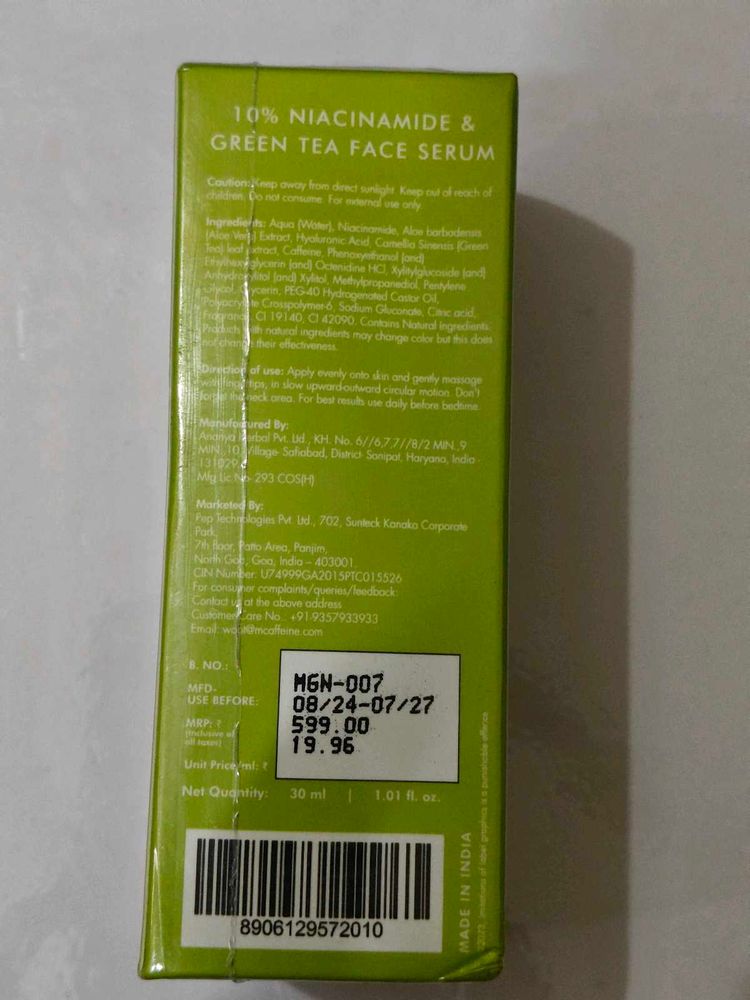 10% NIACINAMIDE &
GREEN TEA FACE SERUM
Caution: Keep away from direct sunlight. Keep out of reach of
children. Do not consume. For external use only.
Ingredients: Aqua (Water), Niacinamide, Aloe barbadensis
(Aloe Vera) Extract, Hyaluronic Acid, Camellia Sinensis (Green
Tea) leaf extract, Caffeine, Phenoxyethanol (and)
Ethylhexylglycerin (and) Octenidine HCl, Xylitylglucoside (and)
Anhydroxylitol (and) Xylitol, Methylpropanediol, Pentylene
Glycol, Glycerin, PEG-40 Hydrogenated Castor Oil,
Polyacrylate Crosspolymer-6, Sodium Gluconate, Citric acid,
Fragrance, CI 19140, CI 42090. Contains Natural ingredients.
Products with natural ingredients may change color but this does
not change their effectiveness.
Direction of use: Apply evenly onto skin and gently massage
with fingertips, in slow upward-outward circular motion. Don't
forget the neck area. For best results use daily before bedtime.
Manufactured By:
Ananya Herbal Pvt. Ltd., KH. No. 6//6,7,7//8/2 MIN.,9
MIN, 10, Village- Safiabad, District- Sonipat, Haryana, India -
131029.
Mfg Lic No- 293 COS(H)
Marketed By:
Pep Technologies Pvt. Ltd., 702, Sunteck Kanaka Corporate
Park,
7th floor, Patto Area, Panjim,
North Goa, Goa, India – 403001.
CIN Number: U74999GA2015PTC015526
For consumer complaints/queries/feedback:
Contact us at the above address
Customer Care No.: +91-9357933933
Email: woot@mcaffeine.com
B. NO.: MGN-007
MFD-
USE BEFORE: 08/24-07/27
MRP: ₹ 599.00
(Inclusive of
all taxes)
Unit Price/ml: ₹ 19.96
Net Quantity: 30 ml | 1.01 fl. oz.
8906129572010
MADE IN INDIA
©2023, Imitations of label graphics is a punishable offence.